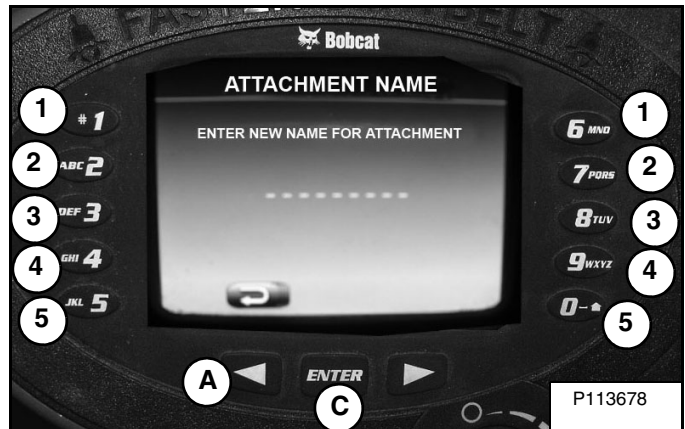 FASTEN BELT
Bobcat
ATTACHMENT NAME
ENTER NEW NAME FOR ATTACHMENT
---------
1 #1
2 ABC 2
3 DEF 3
4 GHI 4
5 JKL 5
6 MNO 1
7 PQRS 2
8 TUV 3
9 WXYZ 4
0 - 5
A ENTER
C
P113678